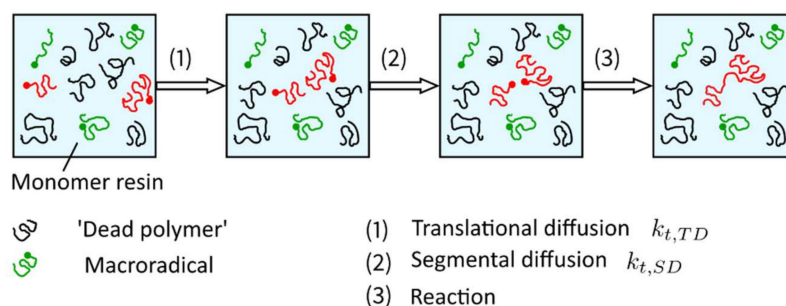 (1) (2) (3)
Monomer resin
'Dead polymer' (1) Translational diffusion k_{t,TD}
Macroradical (2) Segmental diffusion k_{t,SD}
(3) Reaction